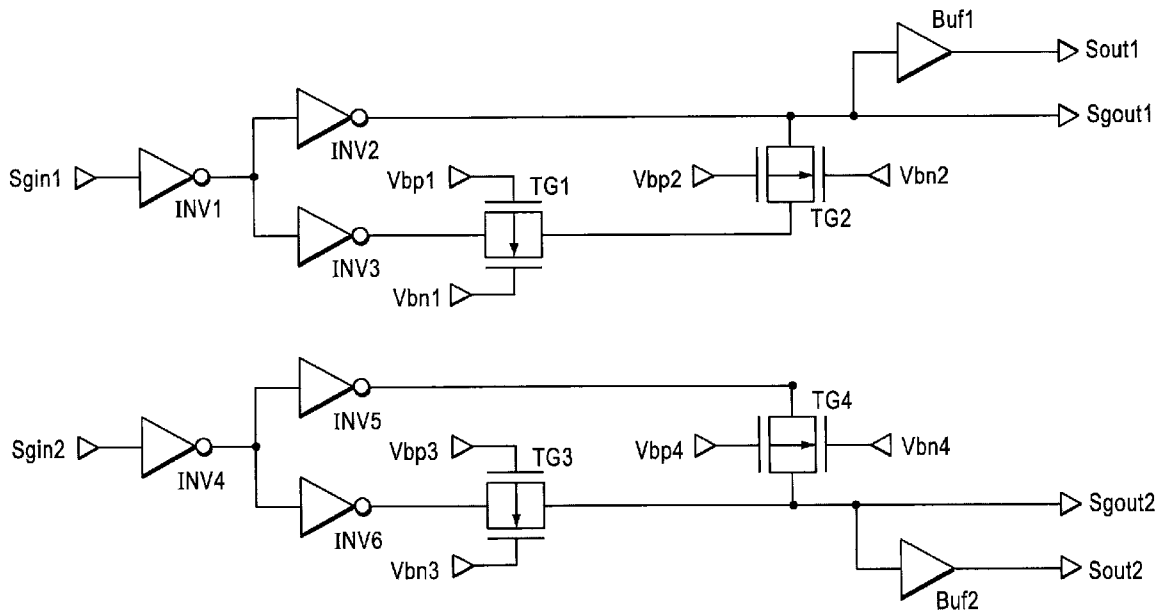 Buf1
Sout1
Sgout1
INV2
Sgin1
INV1
Vbp1
TG1
Vbp2
Vbn2
TG2
INV3
Vbn1
INV5
TG4
Sgin2
INV4
Vbp3
TG3
Vbp4
Vbn4
INV6
Sgout2
Vbn3
Sout2
Buf2